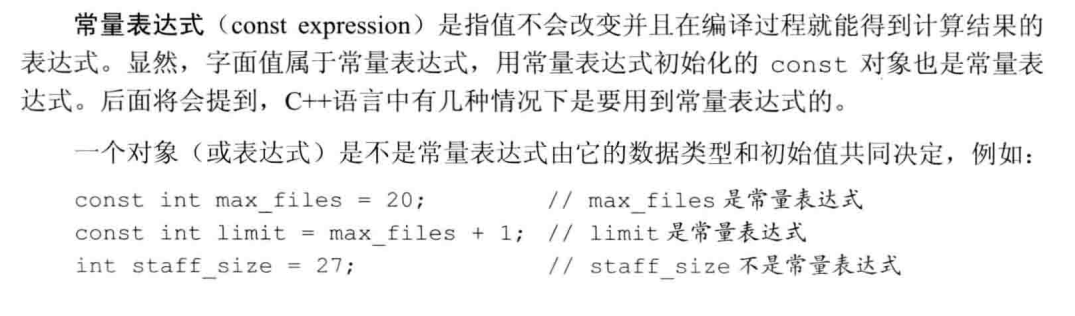 常量表达式（const expression）是指值不会改变并且在编译过程就能得到计算结果的
表达式。显然，字面值属于常量表达式，用常量表达式初始化的 const 对象也是常量表
达式。后面将会提到，C++语言中有几种情况下是要用到常量表达式的。
一个对象（或表达式）是不是常量表达式由它的数据类型和初始值共同决定，例如：
const int max_files = 20; // max_files 是常量表达式
const int limit = max_files + 1; // limit 是常量表达式
int staff_size = 27; // staff_size 不是常量表达式